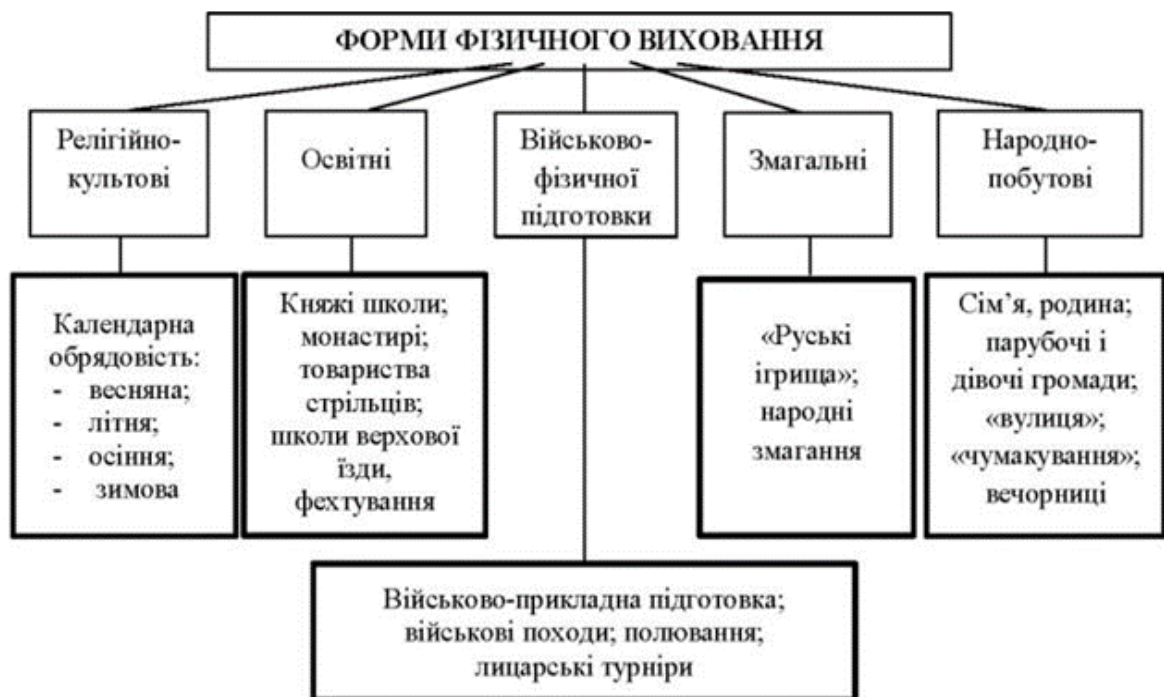 ФОРМИ ФІЗИЧНОГО ВИХОВАННЯ
Релігійно-
культові
Освітні
Військово-
фізичної
підготовки
Змагальні
Народно-
побутові
Календарна
обрядовість:
- весняна;
- літня;
- осіння;
- зимова
Княжі школи;
монастирі;
товариства
стрільців;
школи верхової
їзди,
фехтування
«Руські
ігрища»;
народні
змагання
Сім’я, родина;
парубочі і
дівочі громади;
«вулиця»;
«чумакування»;
вечорниці
Військово-прикладна підготовка;
військові походи; полювання;
лицарські турніри